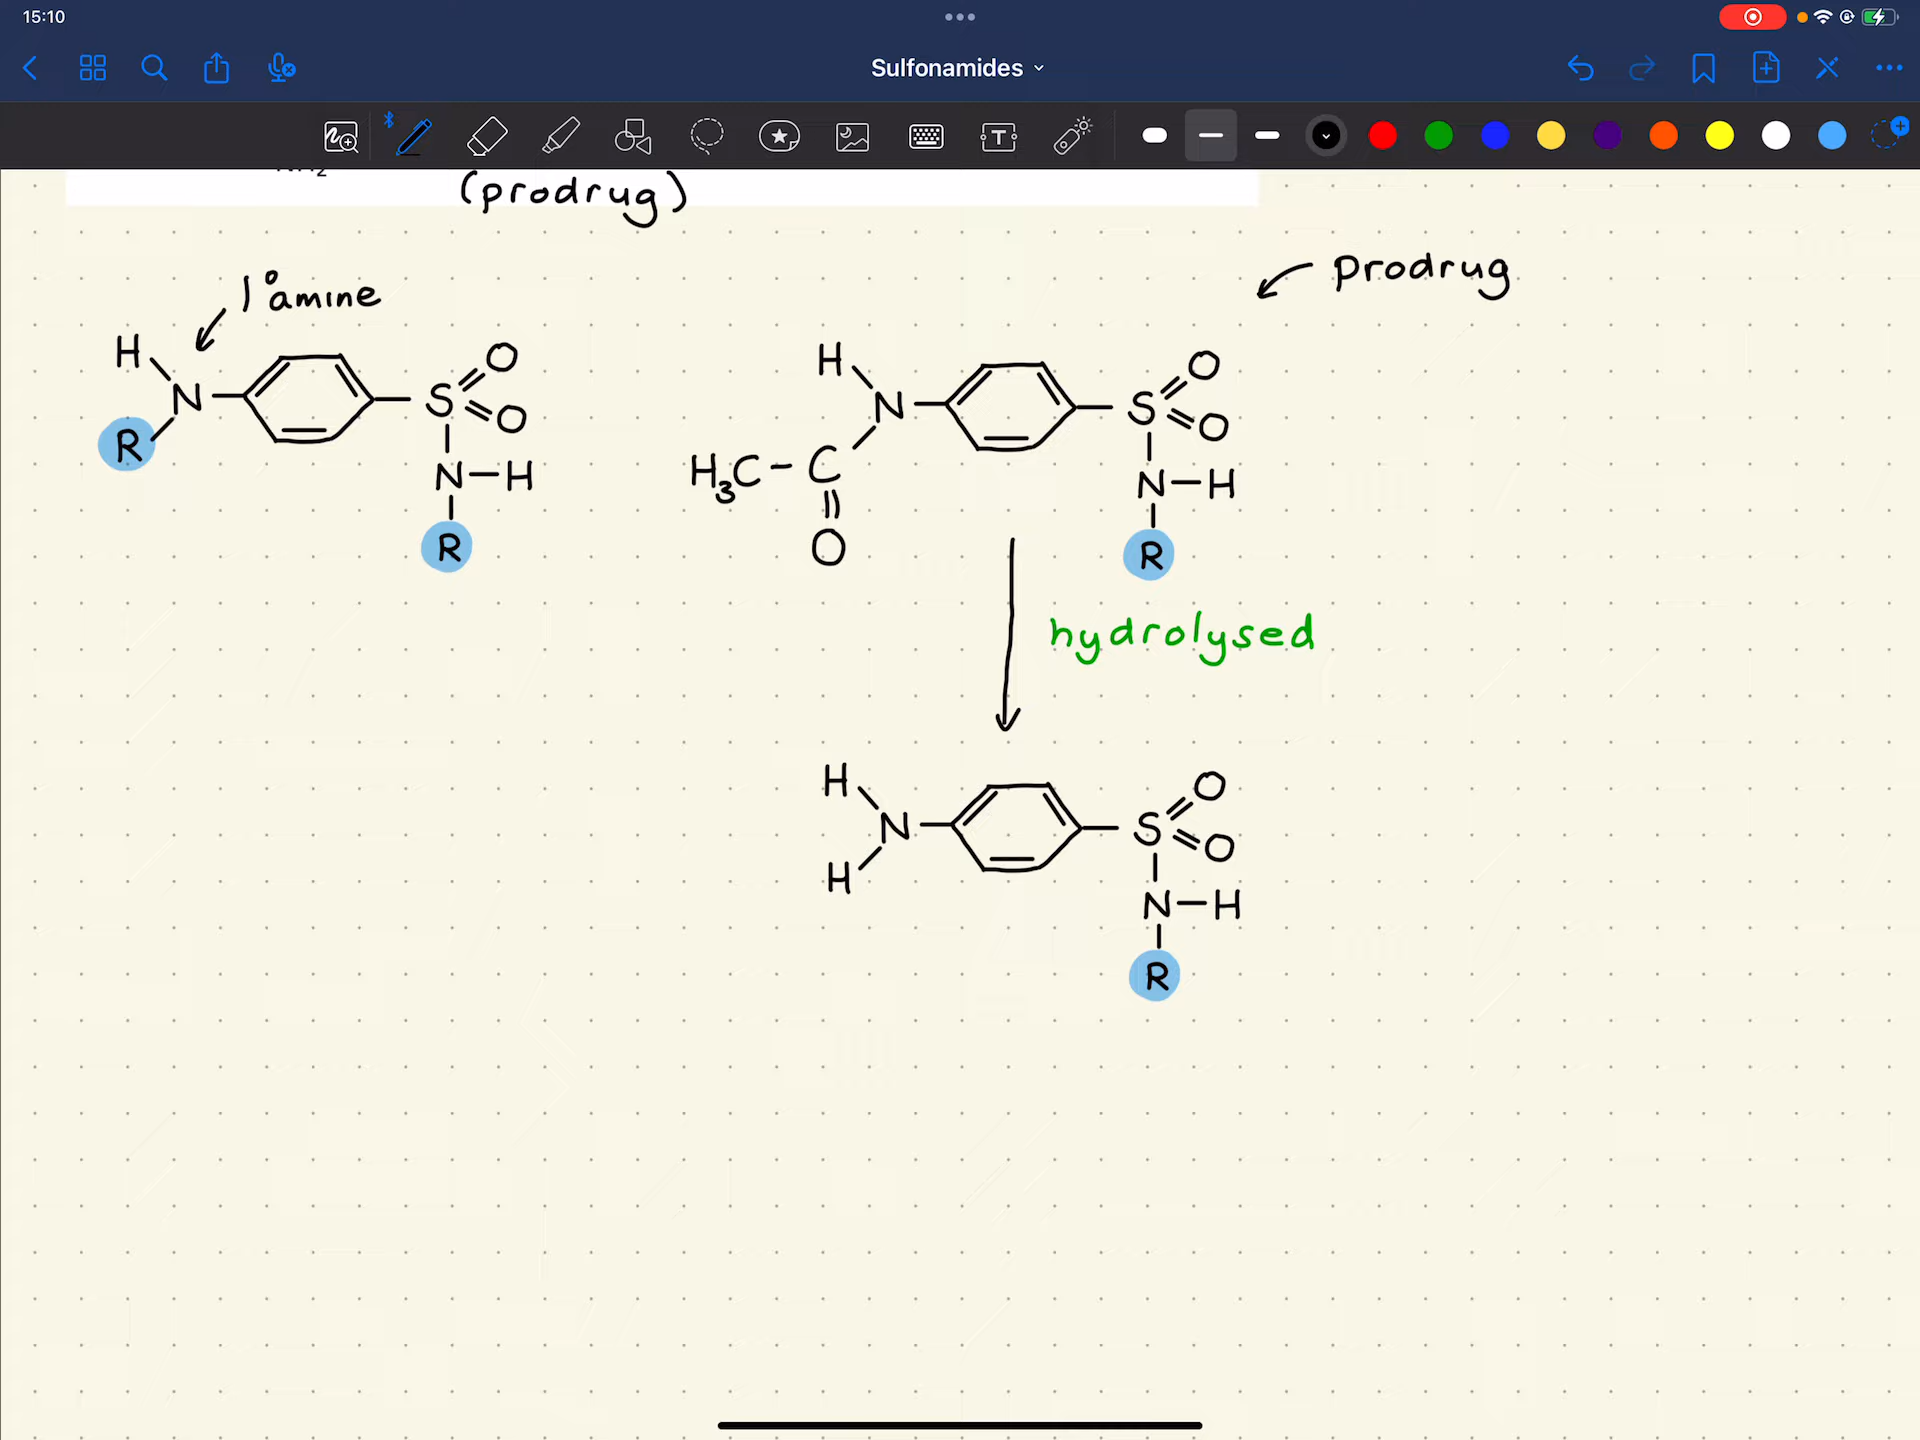 15:10
Sulfonamides
(prodrug)
1° amine
prodrug
H
N
R
S
O
O
N-H
R
H
N
H3C-C
O
S
O
O
N-H
R
hydrolysed
H
N
H
S
O
O
N-H
R